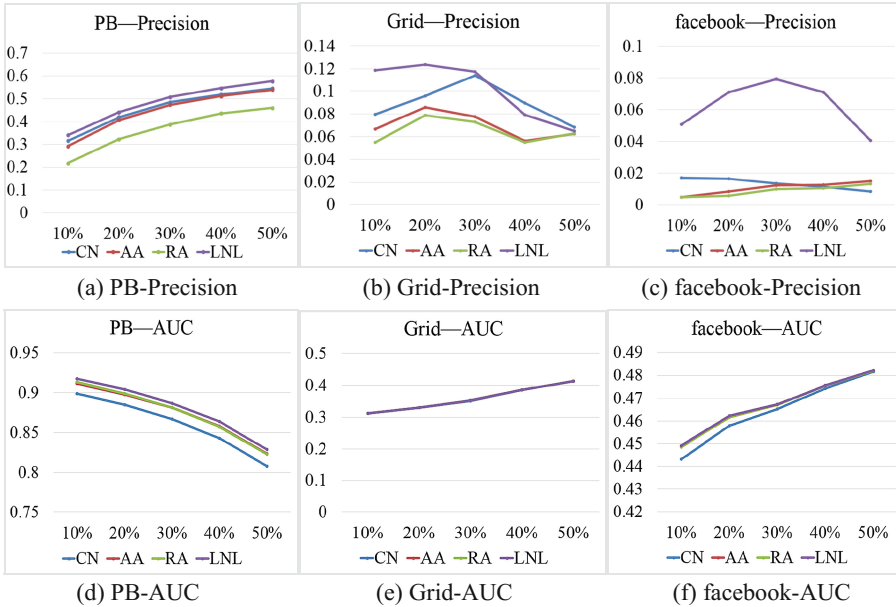 PB—Precision
0.7
0.6
0.5
0.4
0.3
0.2
0.1
0
10% 20% 30% 40% 50%
CN AA RA LNL
(a) PB-Precision
Grid—Precision
0.14
0.12
0.1
0.08
0.06
0.04
0.02
0
10% 20% 30% 40% 50%
CN AA RA LNL
(b) Grid-Precision
facebook—Precision
0.1
0.08
0.06
0.04
0.02
0
10% 20% 30% 40% 50%
CN AA RA LNL
(c) facebook-Precision
PB—AUC
0.95
0.9
0.85
0.8
0.75
10% 20% 30% 40% 50%
CN AA RA LNL
(d) PB-AUC
Grid—AUC
0.5
0.4
0.3
0.2
0.1
0
10% 20% 30% 40% 50%
CN AA RA LNL
(e) Grid-AUC
facebook—AUC
0.49
0.48
0.47
0.46
0.45
0.44
0.43
0.42
10% 20% 30% 40% 50%
CN AA RA LNL
(f) facebook-AUC